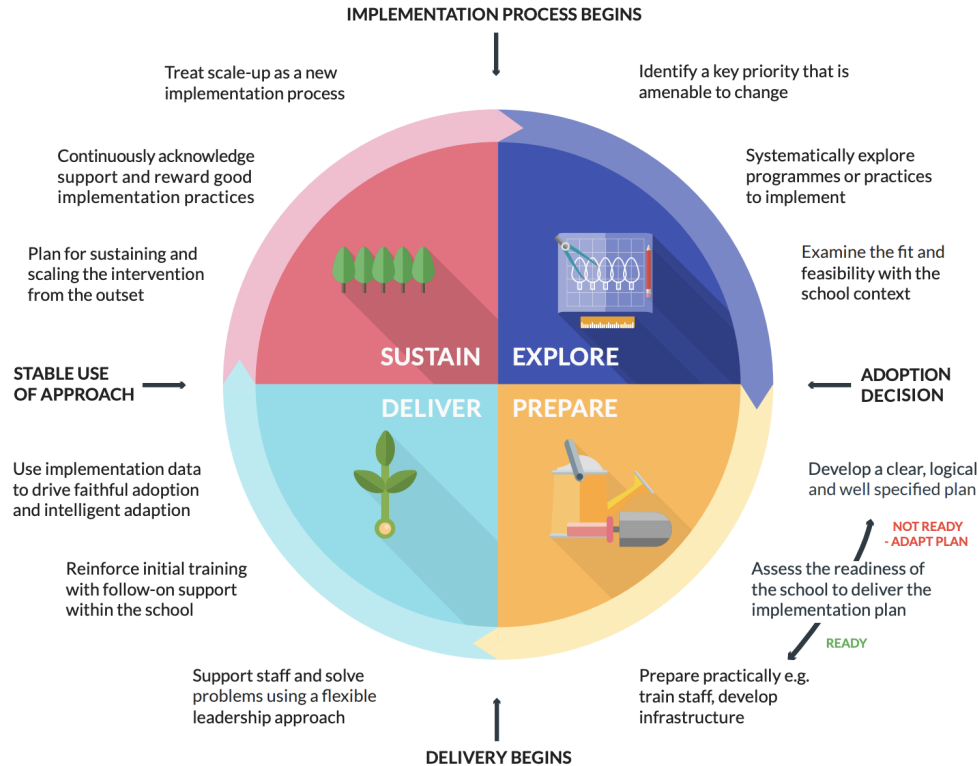 IMPLEMENTATION PROCESS BEGINS
Identify a key priority that is
amenable to change
Systematically explore
programmes or practices
to implement
Examine the fit and
feasibility with the
school context
EXPLORE
ADOPTION
DECISION
PREPARE
Develop a clear, logical
and well specified plan
NOT READY
- ADAPT PLAN
Assess the readiness of
the school to deliver the
implementation plan
READY
Prepare practically e.g.
train staff, develop
infrastructure
DELIVERY BEGINS
DELIVER
Support staff and solve
problems using a flexible
leadership approach
Reinforce initial training
with follow-on support
within the school
Use implementation data
to drive faithful adoption
and intelligent adaption
STABLE USE
OF APPROACH
SUSTAIN
Plan for sustaining and
scaling the intervention
from the outset
Continuously acknowledge
support and reward good
implementation practices
Treat scale-up as a new
implementation process